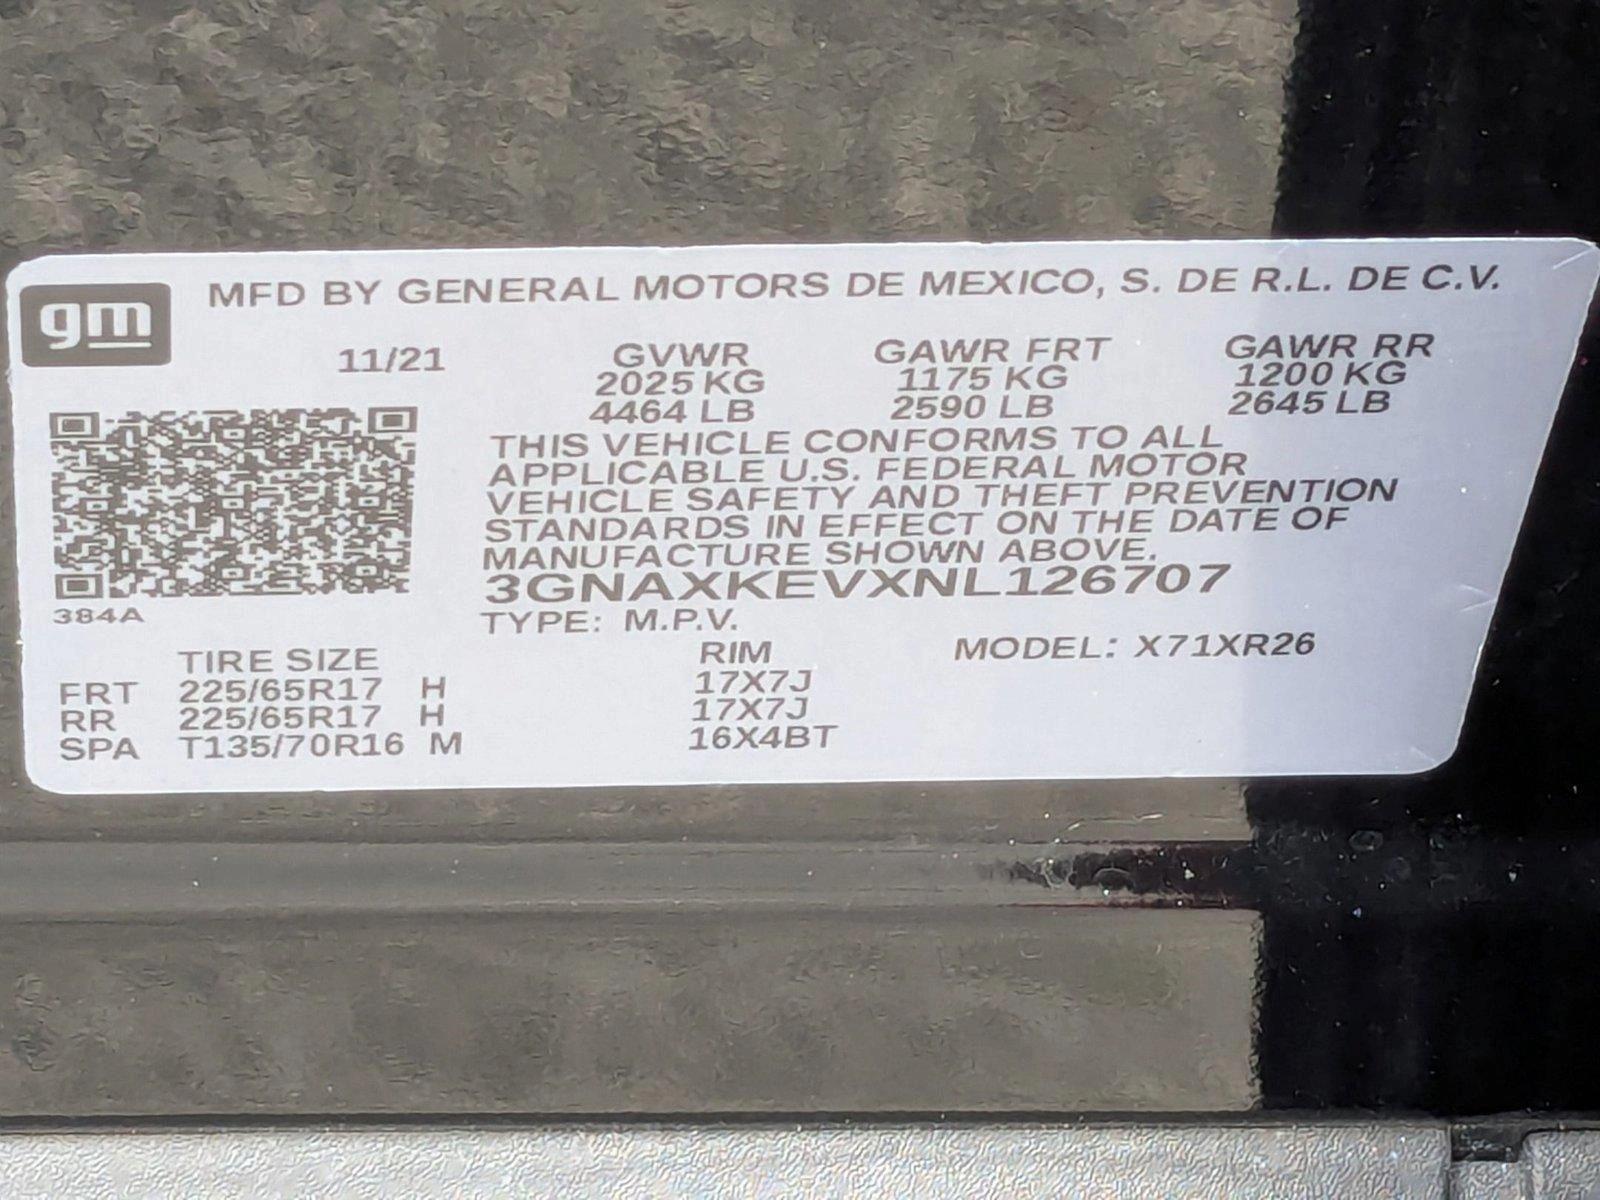 gm
MFD BY GENERAL MOTORS DE MEXICO, S. DE R.L. DE C.V.
11/21 GVWR GAWR FRT GAWR RR
2025 KG 1175 KG 1200 KG
4464 LB 2590 LB 2645 LB
THIS VEHICLE CONFORMS TO ALL
APPLICABLE U.S. FEDERAL MOTOR
VEHICLE SAFETY AND THEFT PREVENTION
STANDARDS IN EFFECT ON THE DATE OF
MANUFACTURE SHOWN ABOVE.
3GNAXKEVXNL126707
384A
TYPE: M.P.V.
TIRE SIZE RIM MODEL: X71XR26
FRT 225/65R17 H 17X7J
RR 225/65R17 H 17X7J
SPA T135/70R16 M 16X4BT